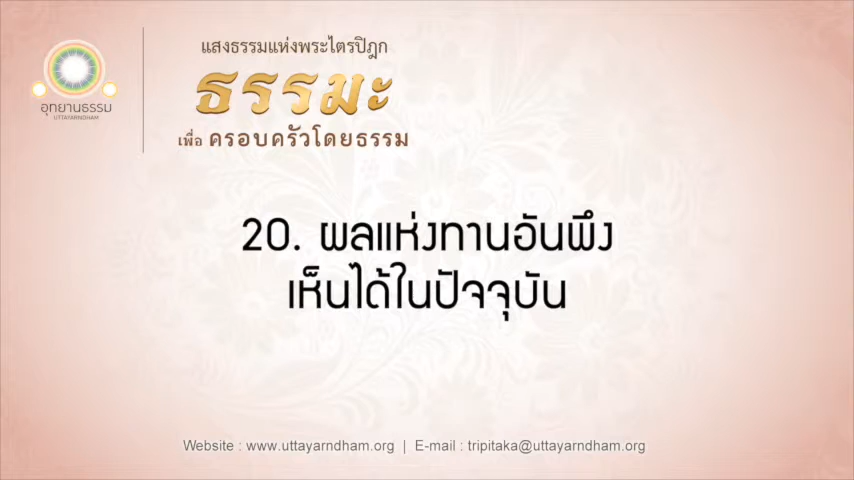 อุทยานธรรม
UTTAYARNDHAM
แสงธรรมแห่งพระไตรปิฎก
ธรรมะ
เพื่อ ครอบครัวโดยธรรม
20. ผลแห่งทานอันพึง
เห็นได้ในปัจจุบัน
Website : www.uttayarndham.org | E-mail : tripitaka@uttayarndham.org